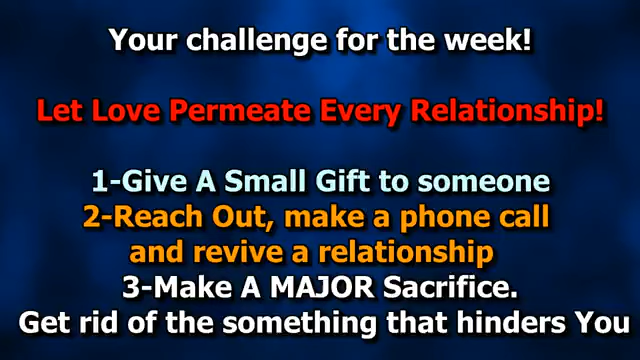 Your challenge for the week!
Let Love Permeate Every Relationship!
1-Give A Small Gift to someone
2-Reach Out, make a phone call
and revive a relationship
3-Make A MAJOR Sacrifice.
Get rid of the something that hinders You